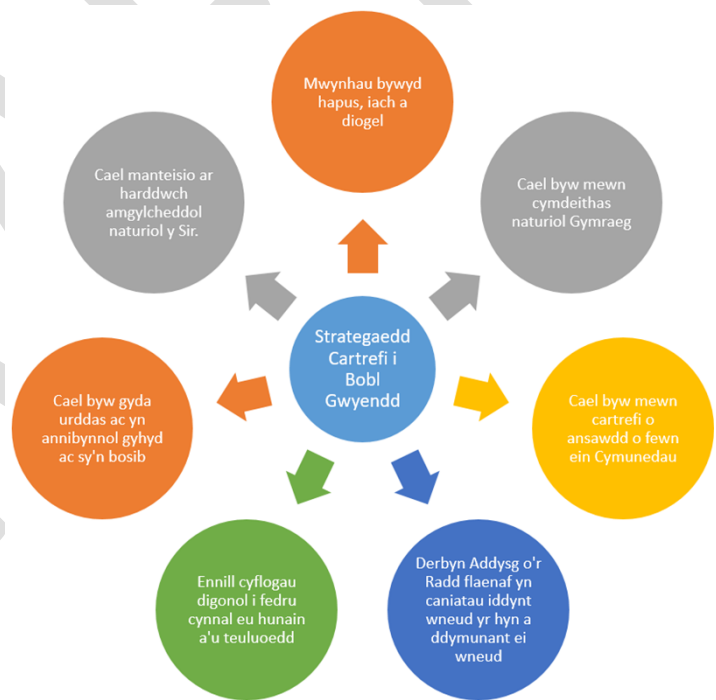 Mwynhau bywyd
hapus, iach a
diogel
Cael byw mewn
cymdeithas
naturiol Gymraeg
Cael byw mewn
cartrefi o
ansawdd o fewn
ein Cymunedau
Derbyn Addysg o'r
Radd flaenaf yn
caniatau iddynt
wneud yr hyn a
ddymunant ei
wneud
Ennill cyflogau
digonol i fedru
cynnal eu hunain
a'u teuluoedd
Cael byw gyda
urddas ac yn
annibynnol gyhyd
ac sy'n bosib
Cael manteisio ar
harddwch
amgylcheddol
naturiol y Sir.
Strategaedd
Cartrefi i
Bobl
Gwyendd